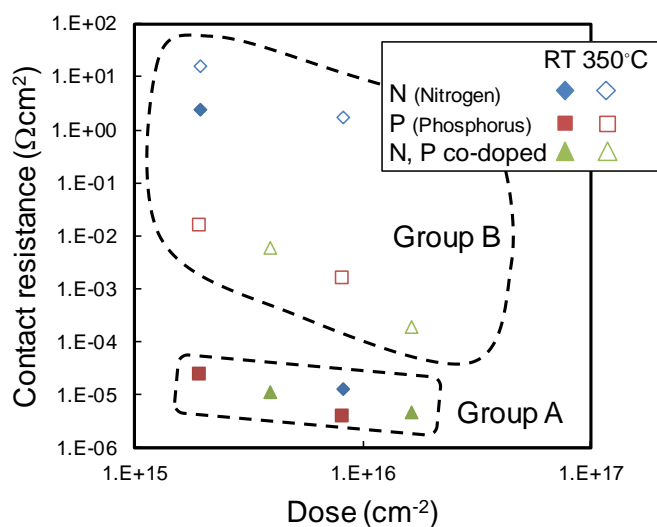 1.E+02
1.E+01
1.E+00
1.E-01
1.E-02
1.E-03
1.E-04
1.E-05
1.E-06
Contact resistance (Ωcm²)
RT 350°C
N (Nitrogen)
P (Phosphorus)
N, P co-doped
Group B
Group A
1.E+15 1.E+16 1.E+17
Dose (cm⁻²)